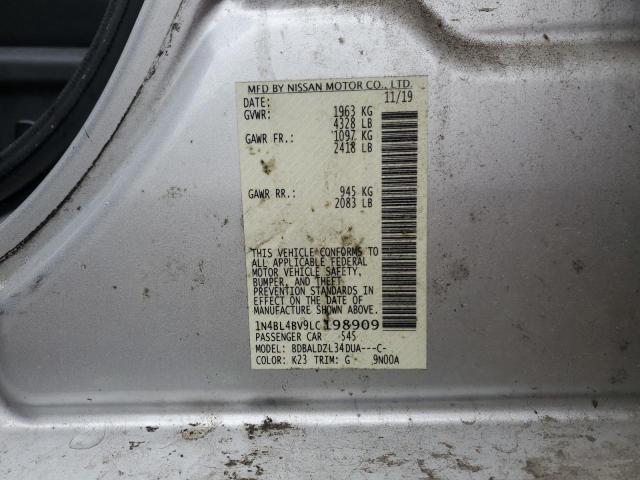 MFD BY NISSAN MOTOR CO., LTD.
DATE: 11/19
GVWR: 1963 KG
4328 LB
GAWR FR.: 1097 KG
2418 LB
GAWR RR.: 945 KG
2083 LB
THIS VEHICLE CONFORMS TO
ALL APPLICABLE FEDERAL
MOTOR VEHICLE SAFETY,
BUMPER, AND THEFT
PREVENTION STANDARDS IN
EFFECT ON THE DATE OF
MANUFACTURE SHOWN ABOVE.
1N4BL4BV9LC198909
PASSENGER CAR 545
MODEL: BDBALDZL34DUA---C-
COLOR: K23 TRIM: G 9N00A